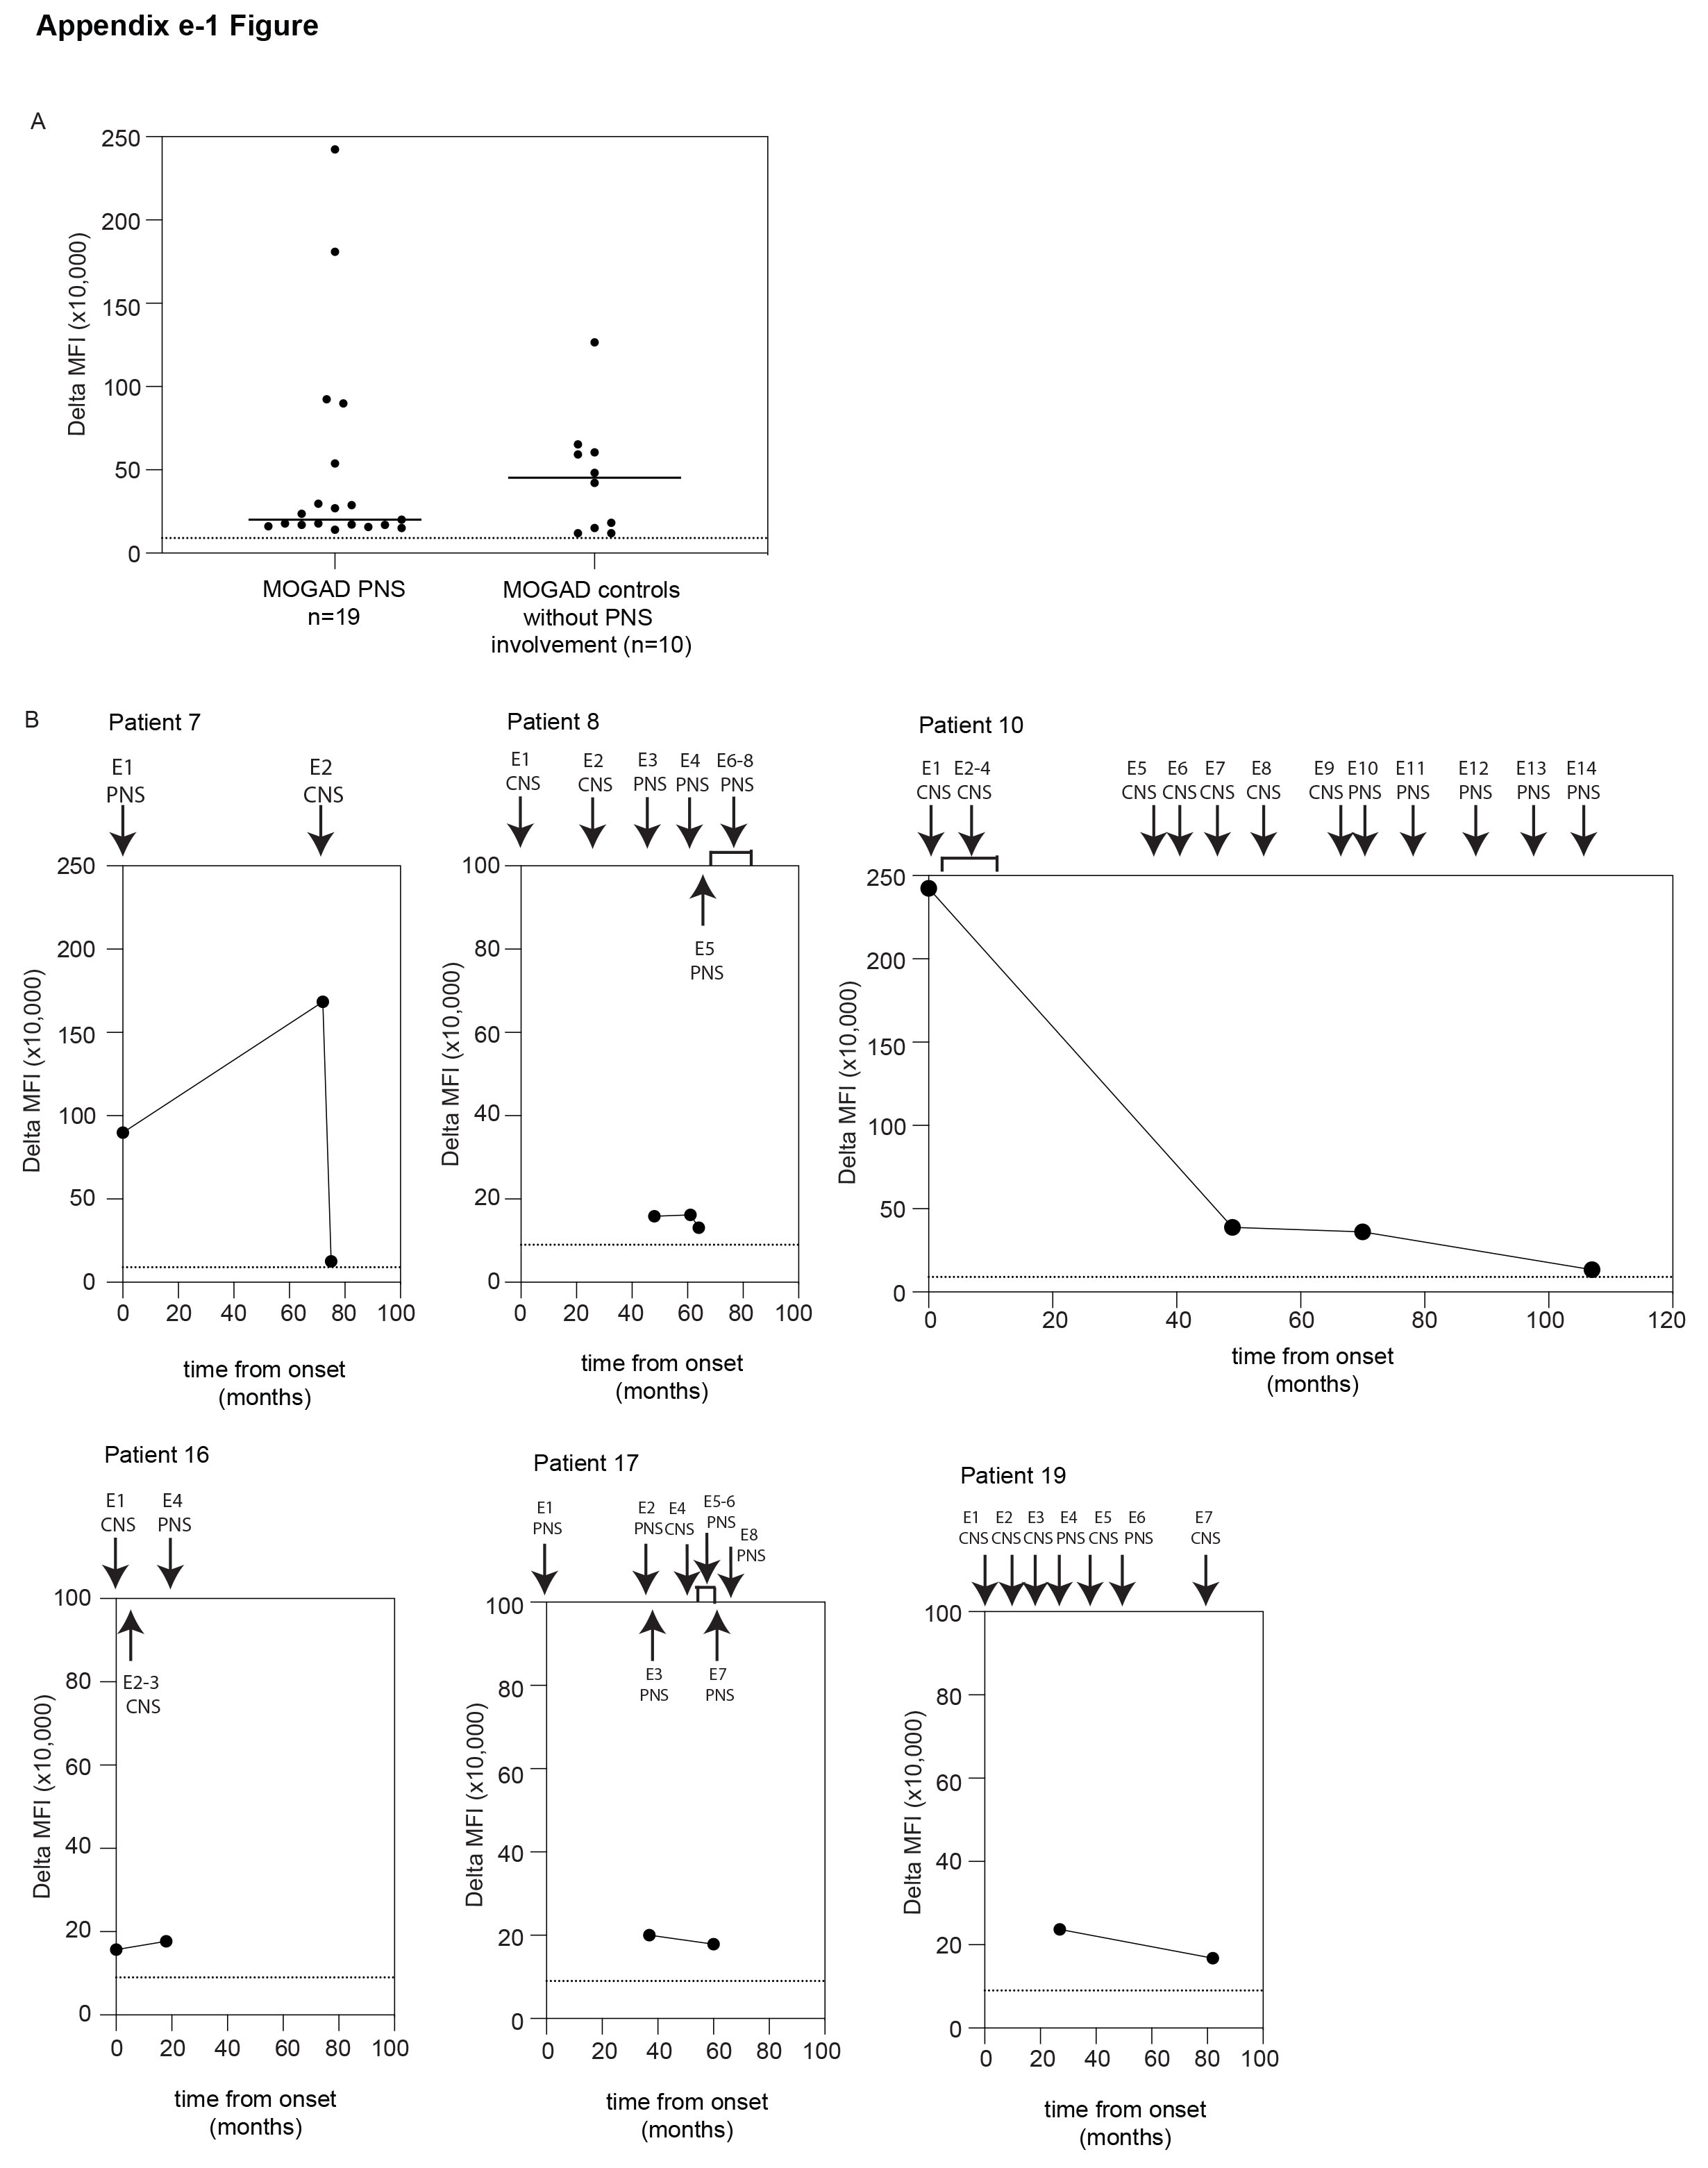 Appendix e-1 Figure
A
250
200
150
100
50
0
Delta MFI (x10,000)
MOGAD PNS
n=19
MOGAD controls
without PNS
involvement (n=10)
B
Patient 7
E1
PNS
E2
CNS
250
200
150
100
50
0
Delta MFI (x10,000)
0 20 40 60 80 100
time from onset
(months)
Patient 8
E1
CNS
E2
CNS
E3
PNS
E4
PNS
E6-8
PNS
E5
PNS
100
80
60
40
20
0
Delta MFI (x10,000)
0 20 40 60 80 100
time from onset
(months)
Patient 10
E1
CNS
E2-4
CNS
E5
CNS
E6
CNS
E7
CNS
E8
CNS
E9
CNS
E10
PNS
E11
PNS
E12
PNS
E13
PNS
E14
PNS
250
200
150
100
50
0
Delta MFI (x10,000)
0 20 40 60 80 100 120
time from onset
(months)
Patient 16
E1
CNS
E4
PNS
E2-3
CNS
100
80
60
40
20
0
Delta MFI (x10,000)
0 20 40 60 80 100
time from onset
(months)
Patient 17
E1
PNS
E2
PNS
E4
CNS
E5-6
PNS
E8
PNS
E3
PNS
E7
PNS
100
80
60
40
20
0
Delta MFI (x10,000)
0 20 40 60 80 100
time from onset
(months)
Patient 19
E1
CNS
E2
CNS
E3
CNS
E4
PNS
E5
CNS
E6
PNS
E7
CNS
100
80
60
40
20
0
Delta MFI (x10,000)
0 20 40 60 80 100
time from onset
(months)